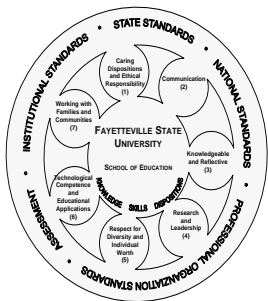 STATE STANDARDS
NATIONAL STANDARDS
PROFESSIONAL ORGANIZATION STANDARDS
ASSESSMENT
INSTITUTIONAL STANDARDS
Caring
Dispositions
and Ethical
Responsibility
(1)
Communication
(2)
Knowledgeable
and Reflective
(3)
Research
and
Leadership
(4)
Respect for
Diversity and
Individual
Worth
(5)
Technological
Competence
and
Educational
Applications
(6)
Working with
Families and
Communities
(7)
FAYETTEVILLE STATE
UNIVERSITY
SCHOOL OF EDUCATION
KNOWLEDGE SKILLS DISPOSITIONS